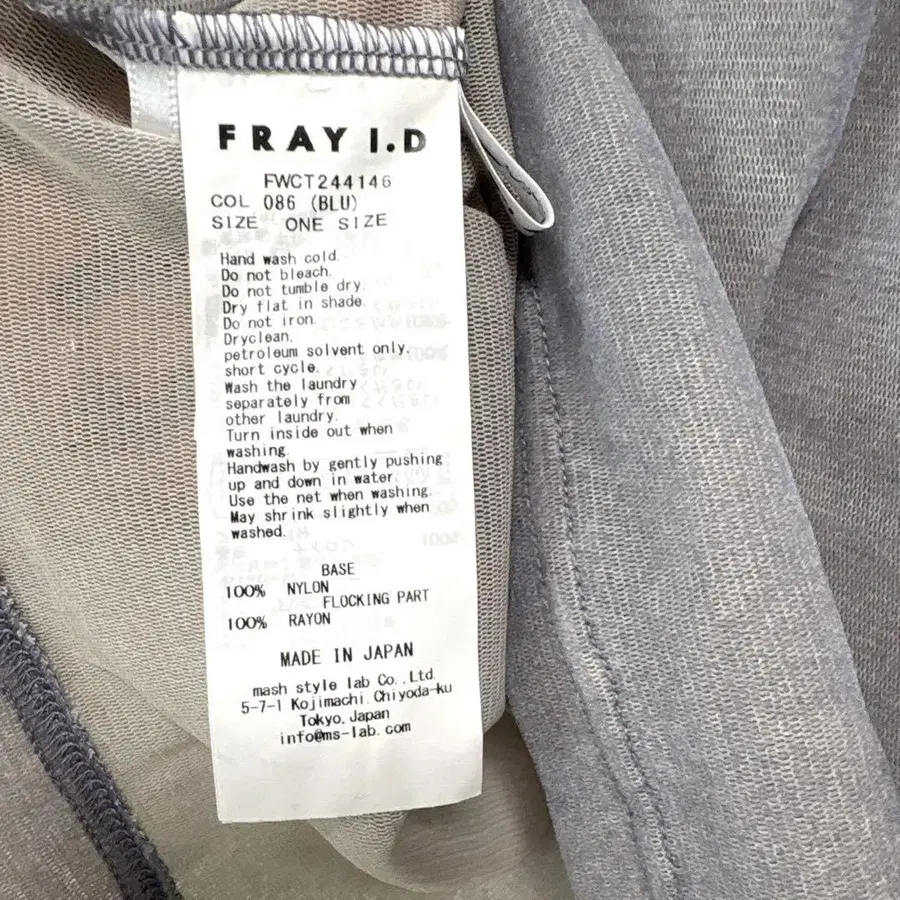 FRAY I.D
FWCT244146
COL 086 (BLU)
SIZE ONE SIZE
Hand wash cold.
Do not bleach.
Do not tumble dry.
Dry flat in shade.
Do not iron.
Dryclean,
petroleum solvent only,
short cycle.
Wash the laundry
separately from
other laundry.
Turn inside out when
washing.
Handwash by gently pushing
up and down in water.
Use the net when washing.
May shrink slightly when
washed.
BASE
100% NYLON
FLOCKING PART
100% RAYON
MADE IN JAPAN
mash style lab Co.,Ltd.
5-7-1 Kojimachi, Chiyoda-ku
Tokyo, Japan
info@ms-lab.com